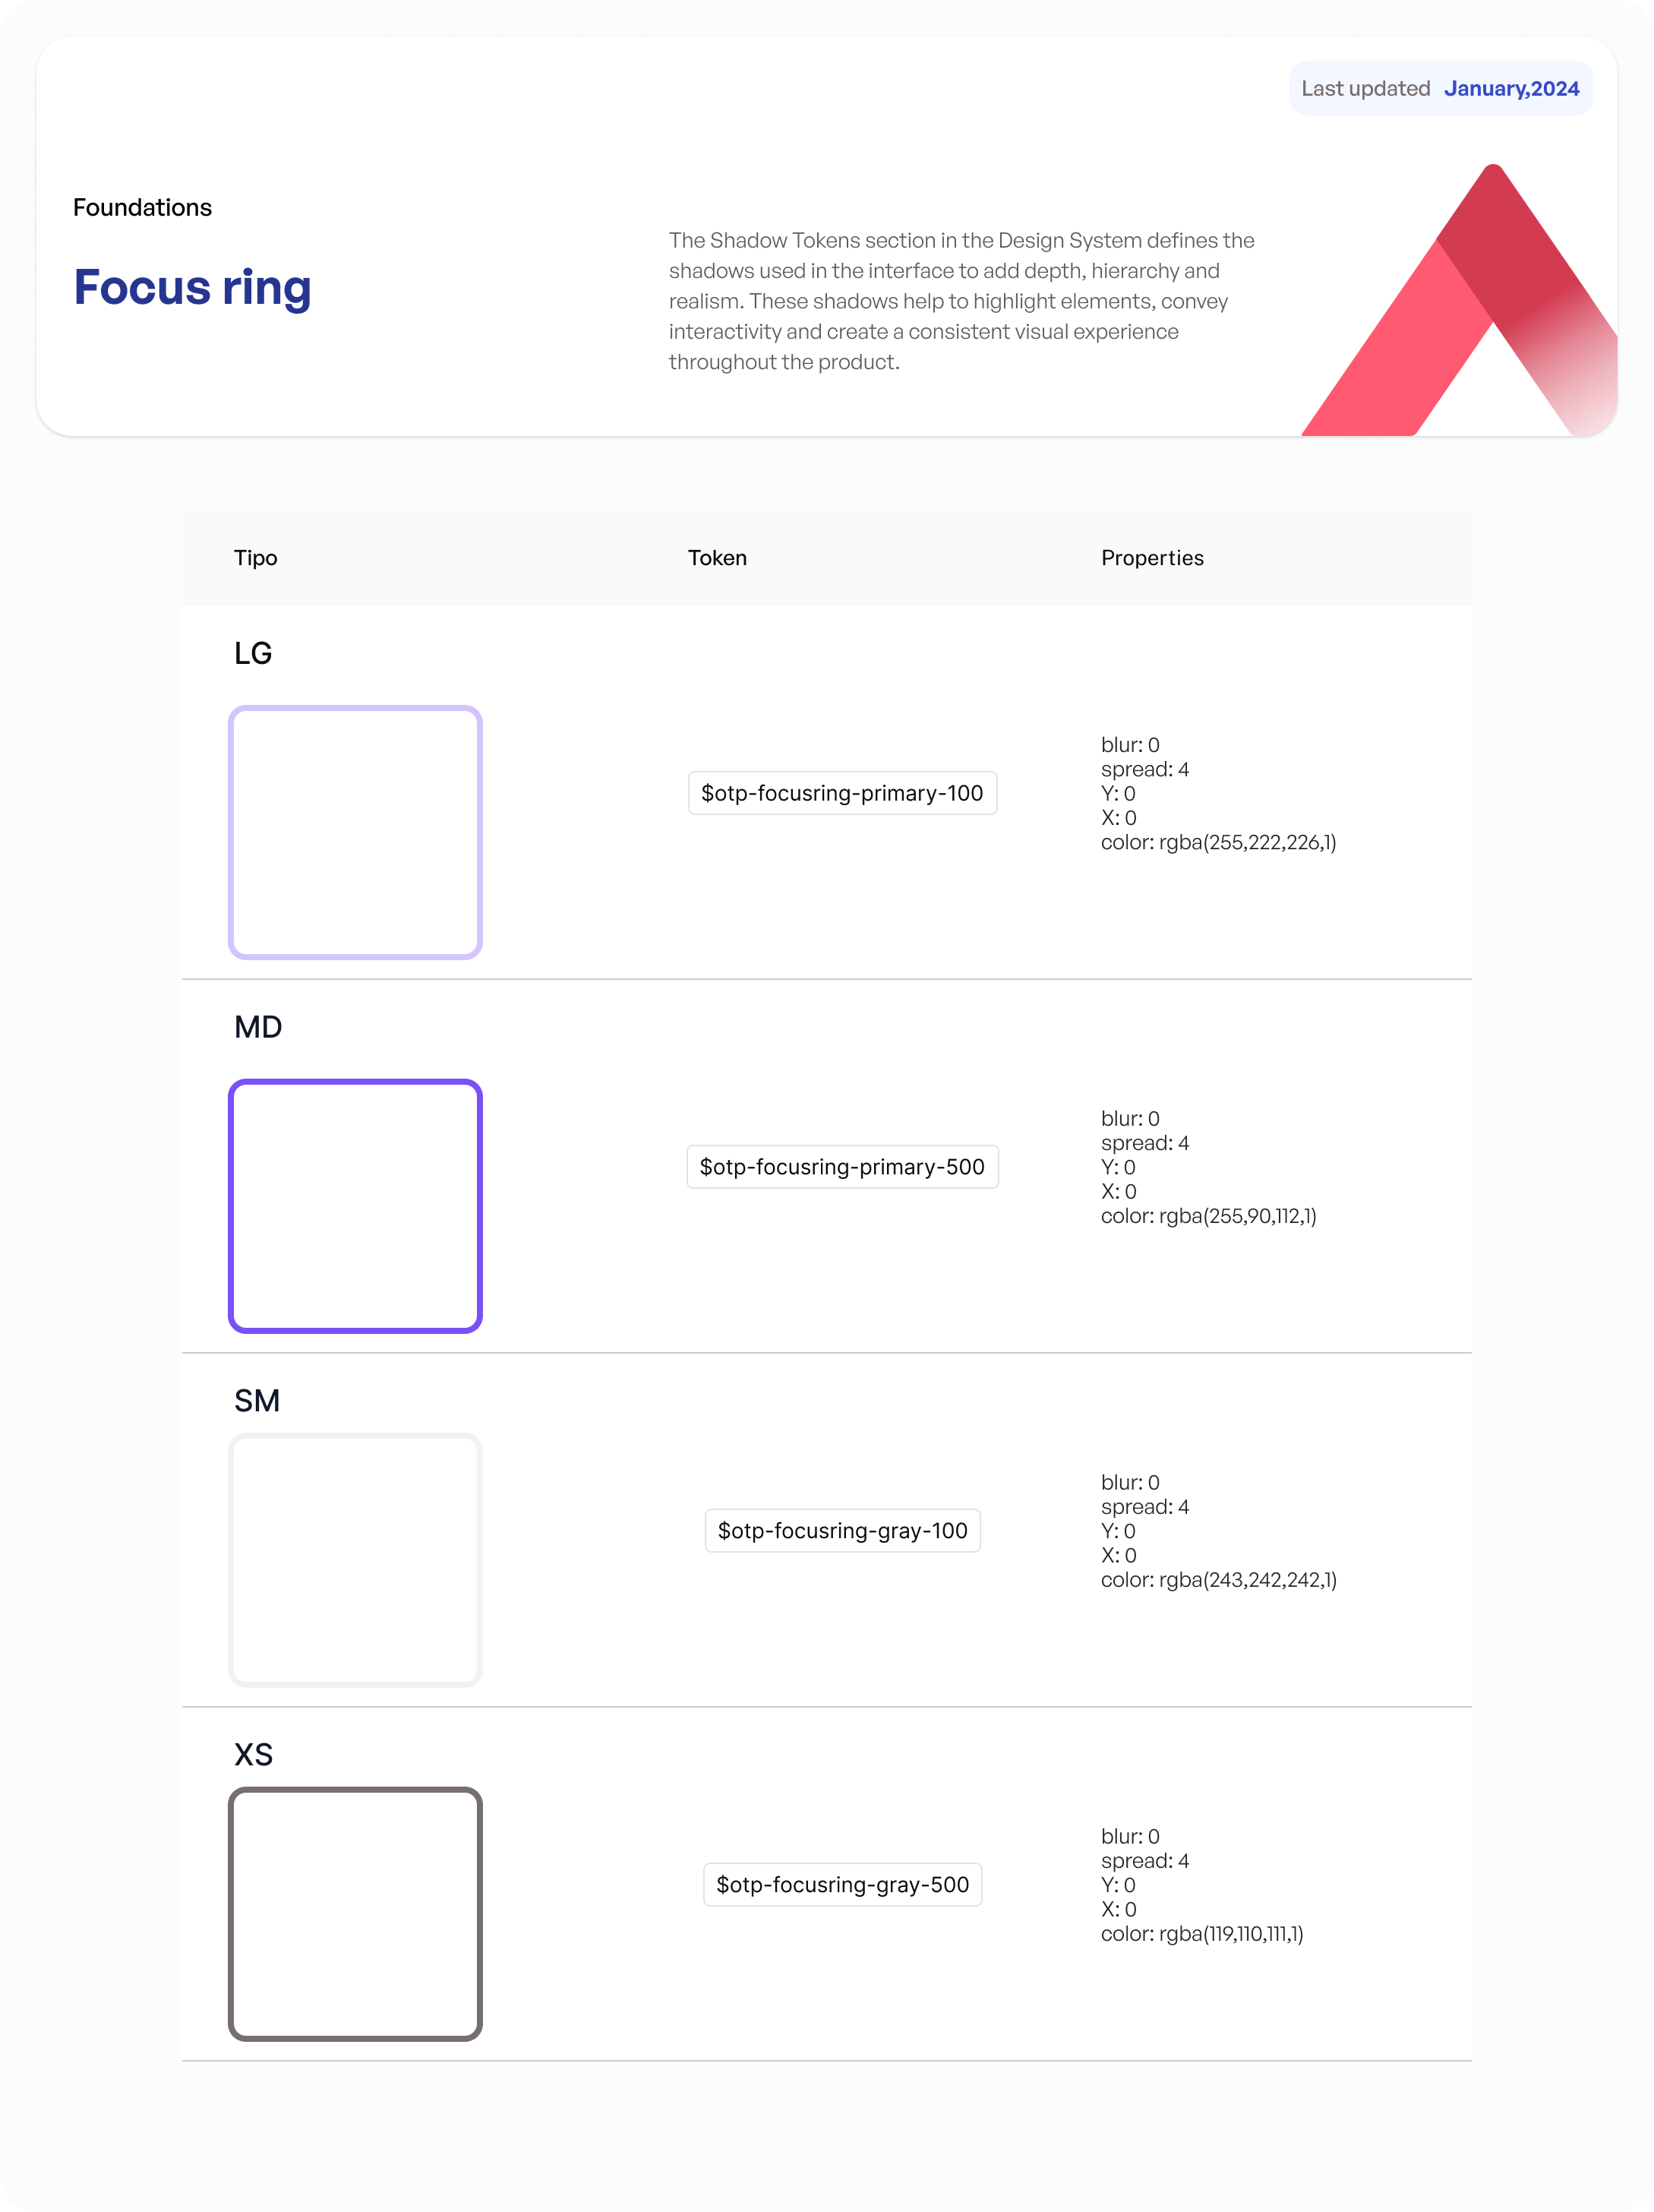 Last updated January,2024
Foundations
Focus ring
The Shadow Tokens section in the Design System defines the
shadows used in the interface to add depth, hierarchy and
realism. These shadows help to highlight elements, convey
interactivity and create a consistent visual experience
throughout the product.
Tipo Token Properties
LG
$otp-focusring-primary-100
blur: 0
spread: 4
Y: 0
X: 0
color: rgba(255,222,226,1)
MD
$otp-focusring-primary-500
blur: 0
spread: 4
Y: 0
X: 0
color: rgba(255,90,112,1)
SM
$otp-focusring-gray-100
blur: 0
spread: 4
Y: 0
X: 0
color: rgba(243,242,242,1)
XS
$otp-focusring-gray-500
blur: 0
spread: 4
Y: 0
X: 0
color: rgba(119,110,111,1)